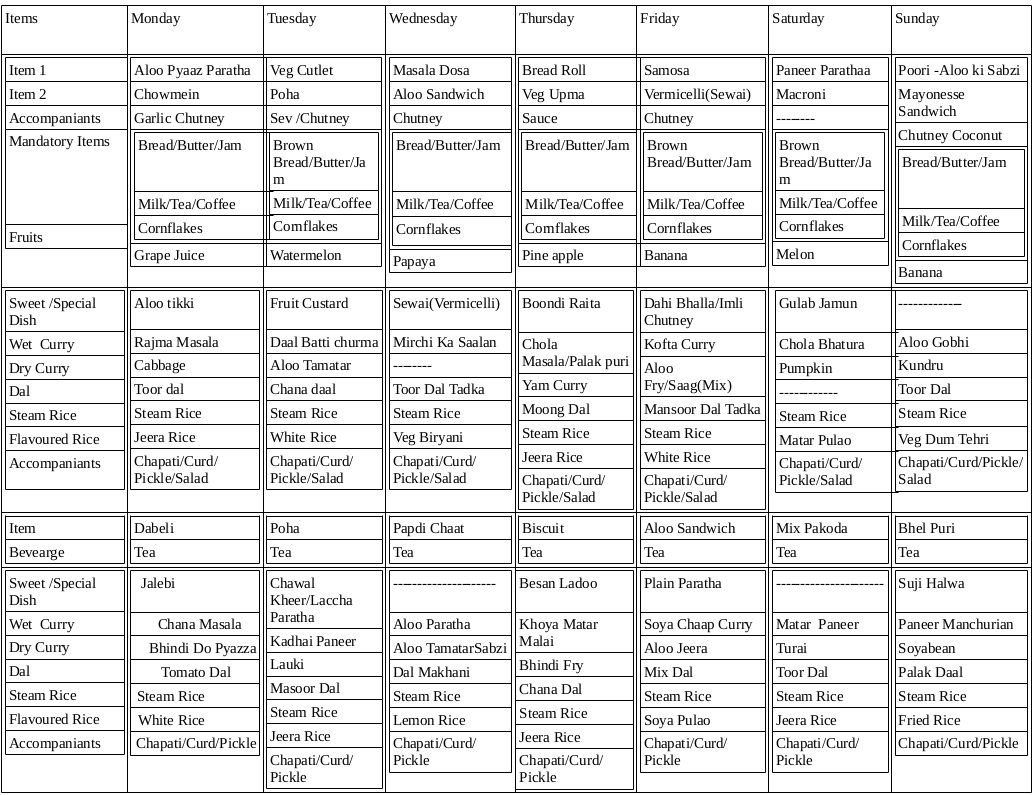 Items Monday Tuesday Wednesday Thursday Friday Saturday Sunday
Item 1 Aloo Pyaaz Paratha Veg Cutlet Masala Dosa Bread Roll Samosa Paneer Parathaa Poori -Aloo ki Sabzi
Item 2 Chowmein Poha Aloo Sandwich Veg Upma Vermicelli(Sewai) Macroni Mayonesse
Sandwich
Accompaniants Garlic Chutney Sev /Chutney Chutney Sauce Chutney -------- Chutney Coconut
Mandatory Items Bread/Butter/Jam Brown Bread/Butter/Jam Bread/Butter/Jam Brown Brown Bread/Butter/Jam
Bread/Butter/Ja Bread/Butter/Jam Bread/Butter/Ja
m m
Milk/Tea/Coffee Milk/Tea/Coffee Milk/Tea/Coffee Milk/Tea/Coffee Milk/Tea/Coffee Milk/Tea/Coffee Milk/Tea/Coffee
Cornflakes Cornflakes Cornflakes Cornflakes Cornflakes Cornflakes Cornflakes
Fruits Grape Juice Watermelon Papaya Pine apple Banana Melon Banana
Sweet /Special Aloo tikki Fruit Custard Sewai(Vermicelli) Boondi Raita Dahi Bhalla/Imli Gulab Jamun -------------
Dish Chutney
Wet Curry Rajma Masala Daal Batti churma Mirchi Ka Saalan Chola Kofta Curry Chola Bhatura Aloo Gobhi
Masala/Palak puri
Dry Curry Cabbage Aloo Tamatar -------- Yam Curry Aloo Pumpkin Kundru
Fry/Saag(Mix)
Dal Toor dal Chana daal Toor Dal Tadka Moong Dal Mansoor Dal Tadka ------------ Toor Dal
Steam Rice Steam Rice Steam Rice Steam Rice Steam Rice Steam Rice Steam Rice Steam Rice
Flavoured Rice Jeera Rice White Rice Veg Biryani Jeera Rice White Rice Matar Pulao Veg Dum Tehri
Accompaniants Chapati/Curd/ Chapati/Curd/ Chapati/Curd/ Chapati/Curd/ Chapati/Curd/ Chapati/Curd/ Chapati/Curd/Pickle/
Pickle/Salad Pickle/Salad Pickle/Salad Pickle/Salad Pickle/Salad Pickle/Salad Salad
Item Dabeli Poha Papdi Chaat Biscuit Aloo Sandwich Mix Pakoda Bhel Puri
Bevearge Tea Tea Tea Tea Tea Tea Tea
Sweet /Special Jalebi Chawal --------------------- Besan Ladoo Plain Paratha ---------------------- Suji Halwa
Dish Kheer/Laccha
Paratha
Wet Curry Chana Masala Kadhai Paneer Aloo Paratha Khoya Matar Soya Chaap Curry Matar Paneer Paneer Manchurian
Malai
Dry Curry Bhindi Do Pyazza Lauki Aloo TamatarSabzi Bhindi Fry Aloo Jeera Turai Soyabean
Dal Tomato Dal Masoor Dal Dal Makhani Chana Dal Mix Dal Toor Dal Palak Daal
Steam Rice Steam Rice Steam Rice Steam Rice Steam Rice Steam Rice Steam Rice Steam Rice
Flavoured Rice White Rice Jeera Rice Lemon Rice Jeera Rice Soya Pulao Jeera Rice Fried Rice
Accompaniants Chapati/Curd/Pickle Chapati/Curd/ Chapati/Curd/ Chapati/Curd/ Chapati/Curd/ Chapati/Curd/ Chapati/Curd/Pickle
Pickle Pickle Pickle Pickle Pickle